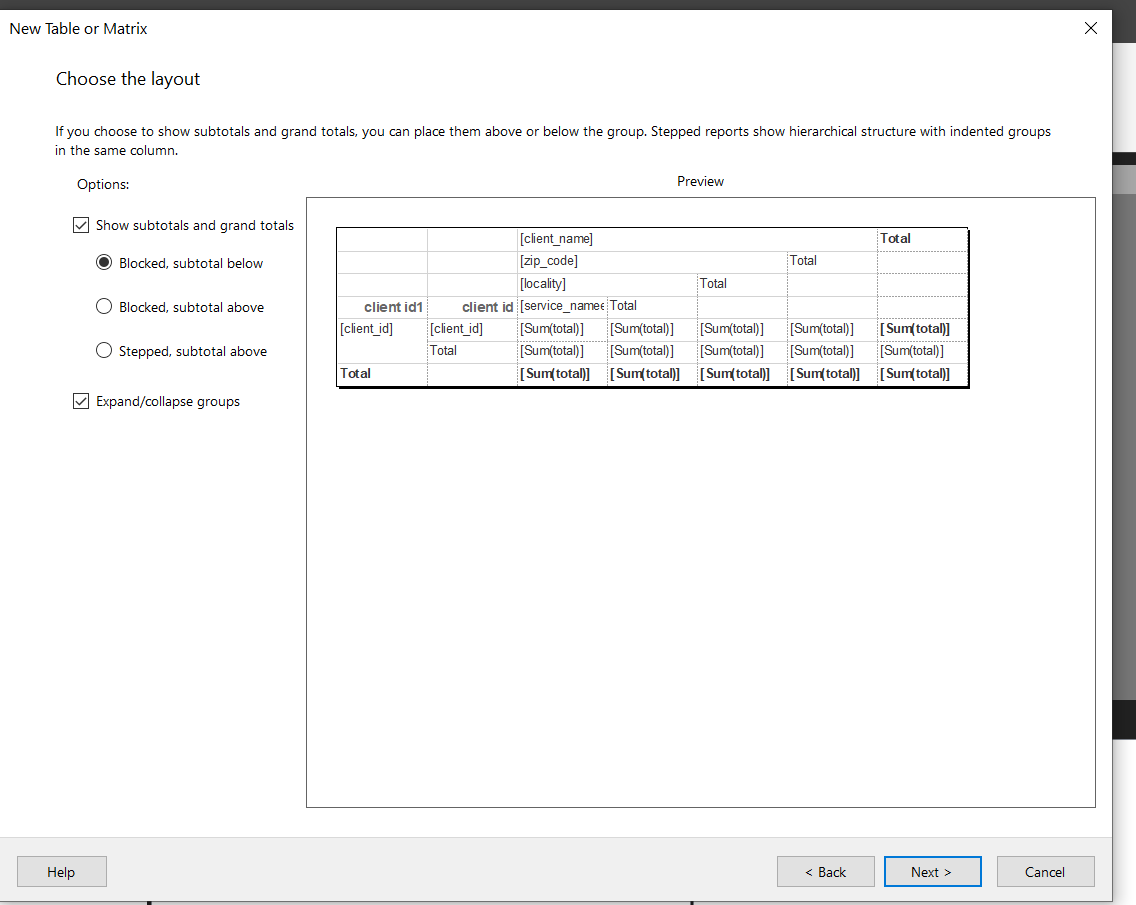 New Table or Matrix
Choose the layout
If you choose to show subtotals and grand totals, you can place them above or below the group. Stepped reports show hierarchical structure with indented groups
in the same column.
Options:
Preview
Show subtotals and grand totals
Blocked, subtotal below
Blocked, subtotal above
Stepped, subtotal above
Expand/collapse groups
[client_name] Total
[zip_code] Total
[locality] Total
client id1 client id [service_name Total
[client_id] [client_id] [Sum(total)] [Sum(total)] [Sum(total)] [Sum(total)] [Sum(total)]
Total [Sum(total)] [Sum(total)] [Sum(total)] [Sum(total)] [Sum(total)]
Total [Sum(total)] [Sum(total)] [Sum(total)] [Sum(total)] [Sum(total)]
Help
< Back
Next >
Cancel